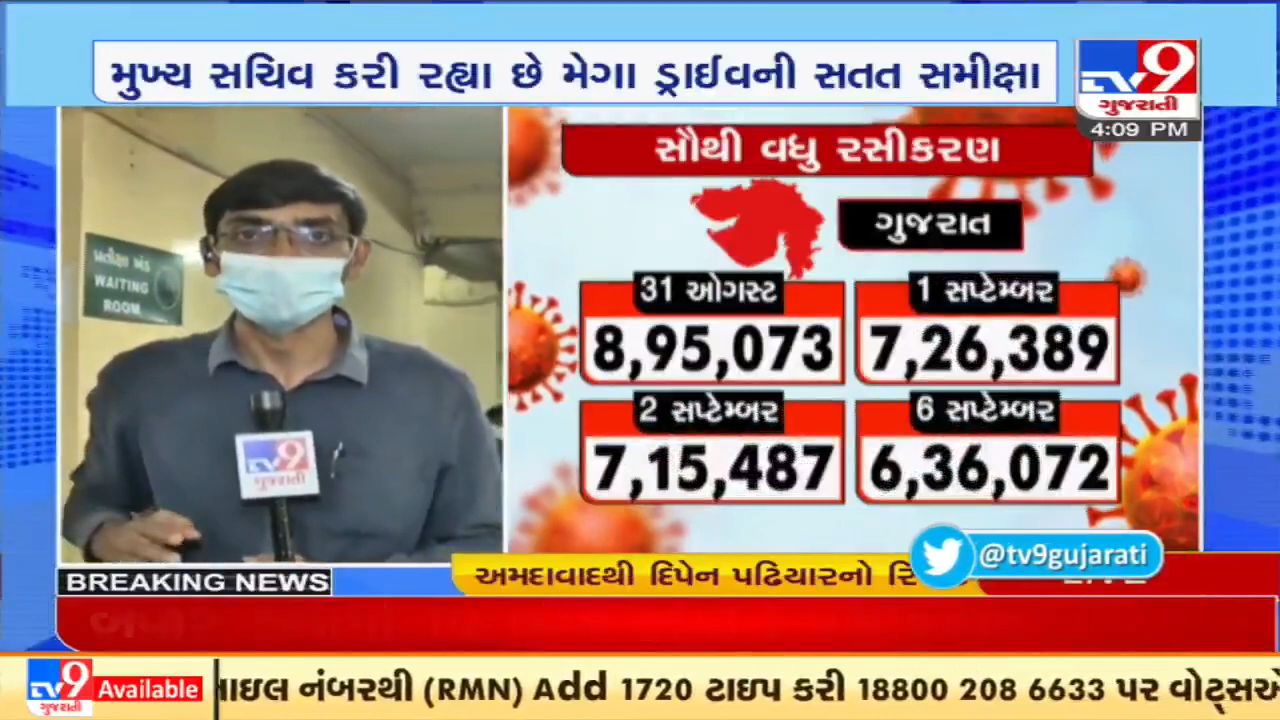 મુખ્ય સચિવ કરી રહ્યા છે મેગા ડ્રાઈવની સતત સમીક્ષા
TV9
ગુજરાતી
4:09 PM
સૌથી વધુ રસીકરણ
ગુજરાત
31 ઓગસ્ટ
8,95,073
1 સપ્ટેમ્બર
7,26,389
2 સપ્ટેમ્બર
7,15,487
6 સપ્ટેમ્બર
6,36,072
પ્રતીક્ષા ખંડ
WAITING
ROOM
TV9
ગુજરાતી
@tv9gujarati
BREAKING NEWS
અમદાવાદથી દિપેન પઢિયારનો
TV9
ગુજરાતી
Available
નંબરથી (RMN) Add 1720 ટાઇપ કરી 18800 208 6633 પર